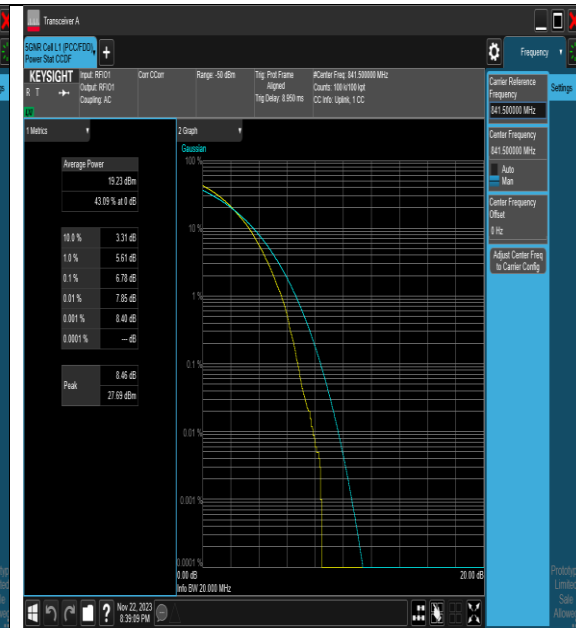 Transceiver A
5GNR Cell L1 (PCC/FDD),
Power Stat CCDF
Frequency
KEYSIGHT
R T
Input: RFIO1
Output: RFIO1
Coupling: AC
Corr CCorr
Range: -50 dBm
Trig: Prot Frame
Aligned
Trig Delay: 8.950 ms
#Center Freq: 841.500000 MHz
Counts: 100 k/100 kpt
CC Info: Uplink, 1 CC
1 Metrics
2 Graph
Average Power
19.23 dBm
43.09 % at 0 dB
10.0 % 3.31 dB
1.0 % 5.61 dB
0.1 % 6.78 dB
0.01 % 7.85 dB
0.001 % 8.40 dB
0.0001 % --- dB
Peak
8.46 dB
27.69 dBm
Gaussian
100 %
10 %
1 %
0.1 %
0.01 %
0.001 %
0.0001 %
0.00 dB
20.00 dB
Info BW 20.000 MHz
Carrier Reference
Frequency
841.500000 MHz
Center Frequency
841.500000 MHz
Auto
Man
Center Frequency
Offset
0 Hz
Adjust Center Freq
to Carrier Config
Settings
Nov 22, 2023
8:39:09 PM